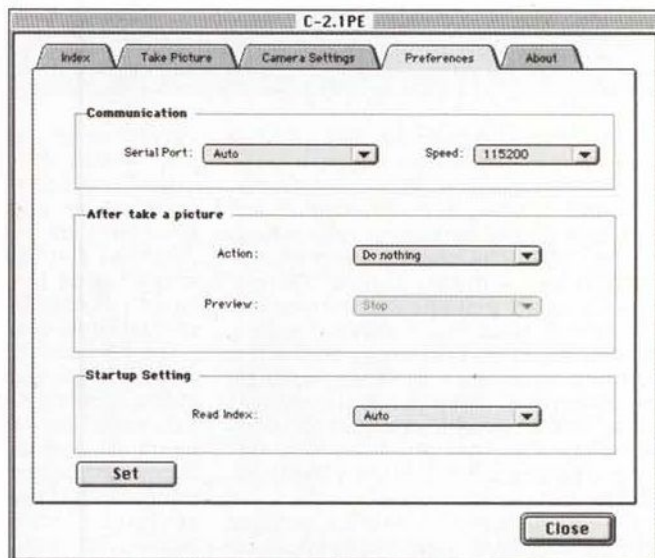 C-2.1PE
Index Take Picture Camera Settings Preferences About
Communication
Serial Port: Auto Speed: 115200
After take a picture
Action: Do nothing
Preview: Stop
Startup Setting
Read Index: Auto
Set
Close